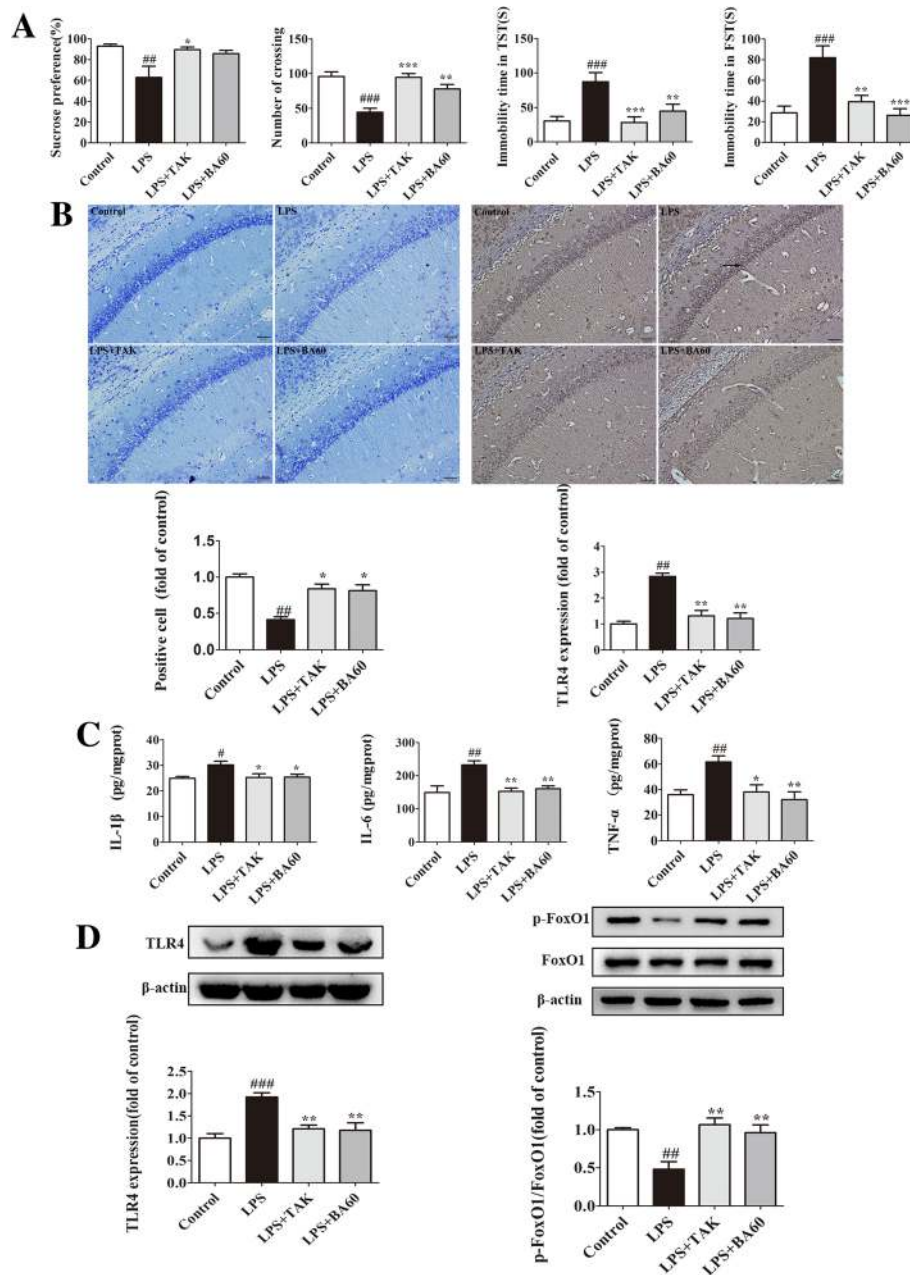 A
Sucrose preference(%)
150
100
50
0
##
*
Control
LPS
LPS+TAK
LPS+BA60
Number of crossing
150
100
50
0
###
***
**
Control
LPS
LPS+TAK
LPS+BA60
Immobility time in TST(S)
150
100
50
0
###
***
**
Control
LPS
LPS+TAK
LPS+BA60
Immobility time in FST(S)
100
80
60
40
20
0
###
**
***
Control
LPS
LPS+TAK
LPS+BA60
B
Control
LPS
LPS+TAK
LPS+BA60
Control
LPS
LPS+TAK
LPS+BA60
Positive cell (fold of control)
1.5
1.0
0.5
0.0
##
*
*
Control
LPS
LPS+TAK
LPS+BA60
TLR4 expression (fold of control)
4
3
2
1
0
##
**
**
Control
LPS
LPS+TAK
LPS+BA60
C
IL-1β (pg/mgprot)
40
30
20
10
0
#
*
*
Control
LPS
LPS+TAK
LPS+BA60
IL-6 (pg/mgprot)
300
200
150
100
0
##
**
**
Control
LPS
LPS+TAK
LPS+BA60
TNF-α (pg/mgprot)
80
60
40
20
0
##
*
**
Control
LPS
LPS+TAK
LPS+BA60
D
TLR4
β-actin
p-FoxO1
FoxO1
β-actin
TLR4 expression(fold of control)
2.5
2.0
1.5
1.0
0.5
0.0
###
**
**
Control
LPS
LPS+TAK
LPS+BA60
p-FoxO1/FoxO1(fold of control)
1.5
1.0
0.5
0.0
##
**
**
Control
LPS
LPS+TAK
LPS+BA60